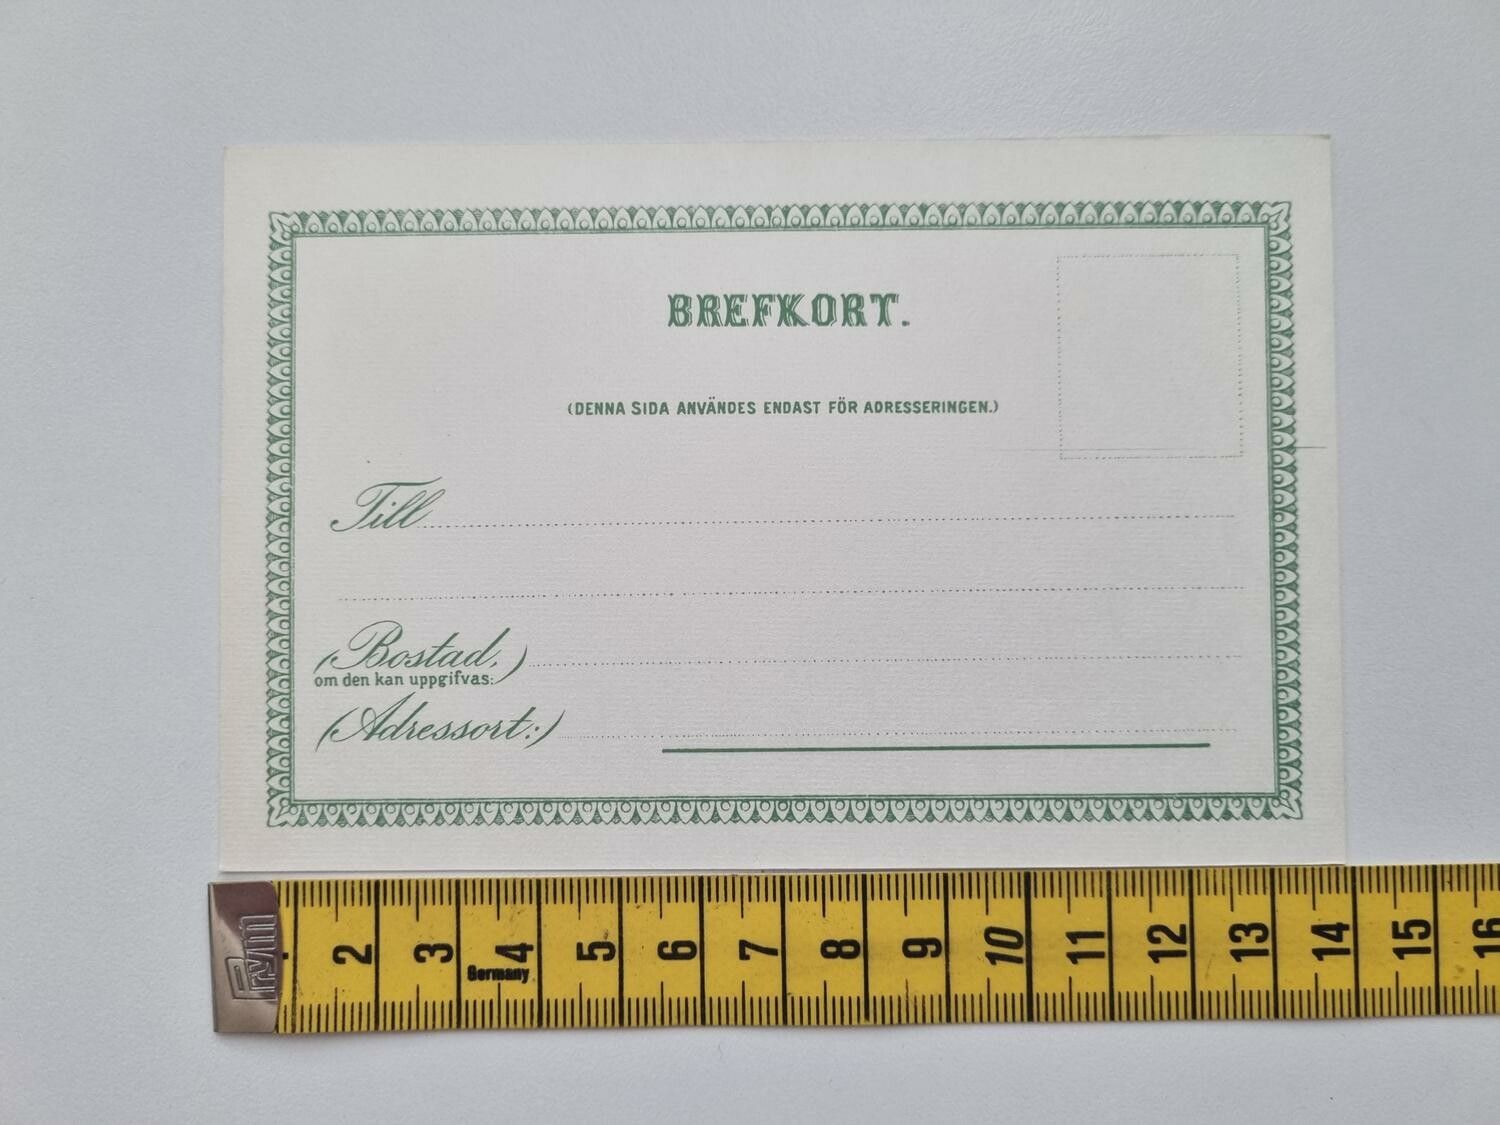 BREFKORT.
(DENNA SIDA ANVÄNDES ENDAST FÖR ADRESSERINGEN.)
Till
(Bostad,)
om den kan uppgifvas:
(Adressort:)
Prym 2 3 4 5 6 7 8 9 10 11 12 13 14 15 16
Germany